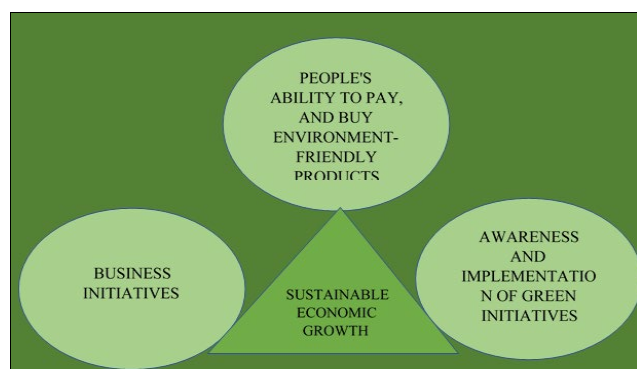 PEOPLE'S
ABILITY TO PAY,
AND BUY
ENVIRONMENT-
FRIENDLY
PRODUCTS
BUSINESS
INITIATIVES
SUSTAINABLE
ECONOMIC
GROWTH
AWARENESS
AND
IMPLEMENTATIO
N OF GREEN
INITIATIVES